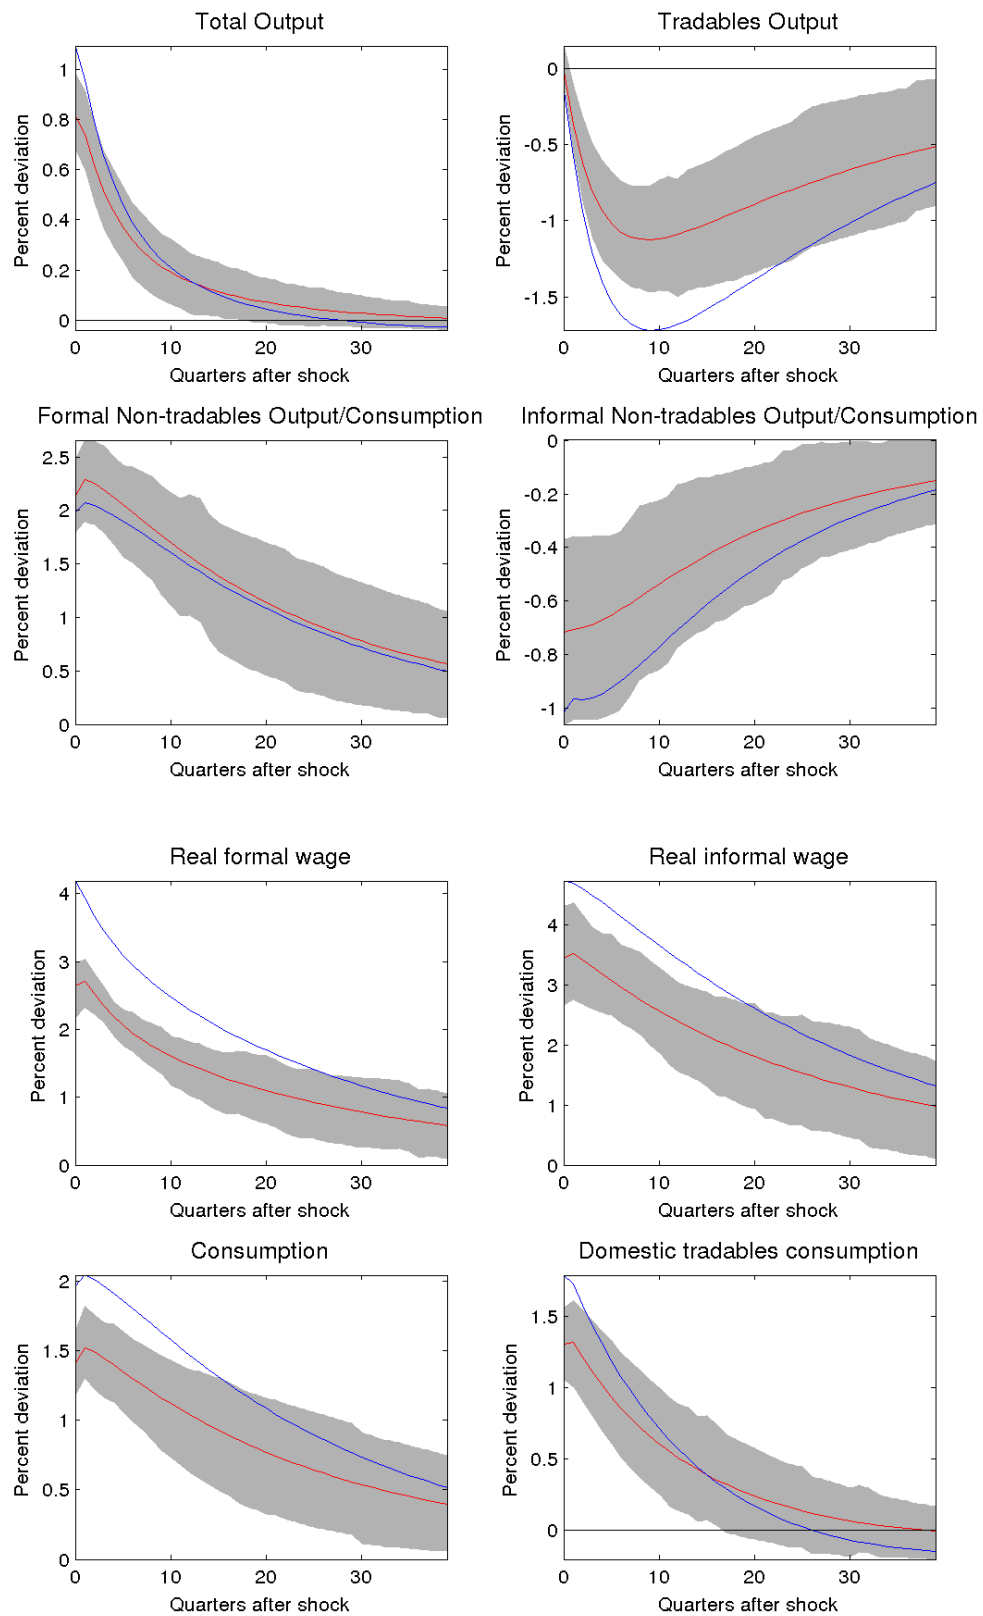 Total Output
Tradables Output
Percent deviation
1
0.8
0.6
0.4
0.2
0
0 10 20 30
Quarters after shock
Percent deviation
0
-0.5
-1
-1.5
0 10 20 30
Quarters after shock
Formal Non-tradables Output/Consumption
Informal Non-tradables Output/Consumption
Percent deviation
2.5
2
1.5
1
0.5
0
0 10 20 30
Quarters after shock
Percent deviation
0
-0.2
-0.4
-0.6
-0.8
-1
0 10 20 30
Quarters after shock
Real formal wage
Real informal wage
Percent deviation
4
3
2
1
0
0 10 20 30
Quarters after shock
Percent deviation
4
3
2
1
0
0 10 20 30
Quarters after shock
Consumption
Domestic tradables consumption
Percent deviation
2
1.5
1
0.5
0
0 10 20 30
Quarters after shock
Percent deviation
1.5
1
0.5
0
0 10 20 30
Quarters after shock